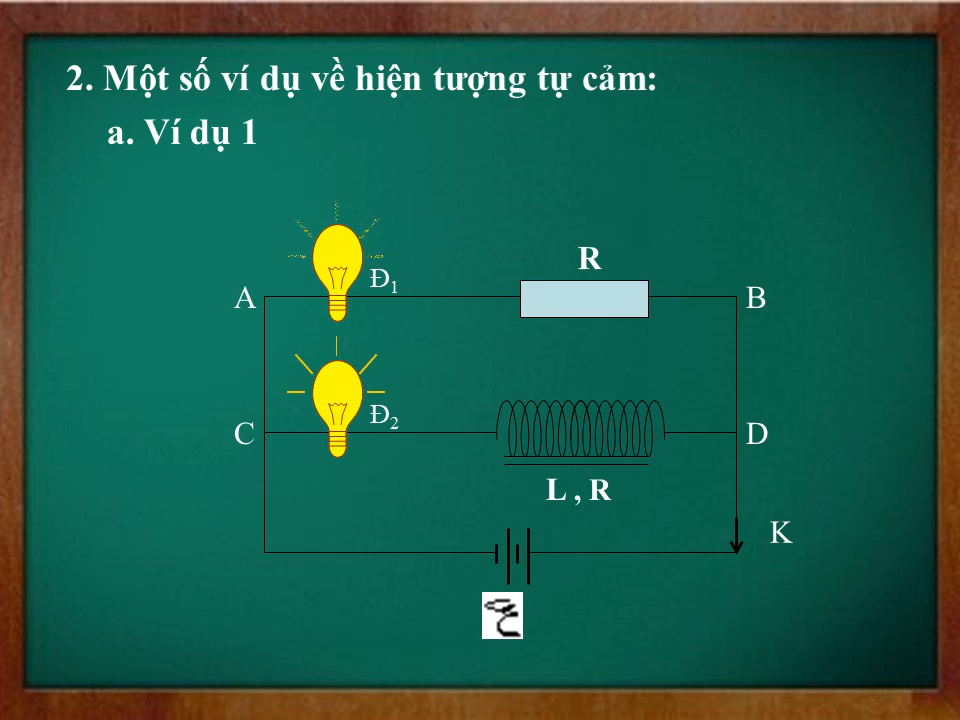 2. Một số ví dụ về hiện tượng tự cảm:
a. Ví dụ 1
R
Đ1
A
B
Đ2
C
D
L , R
K